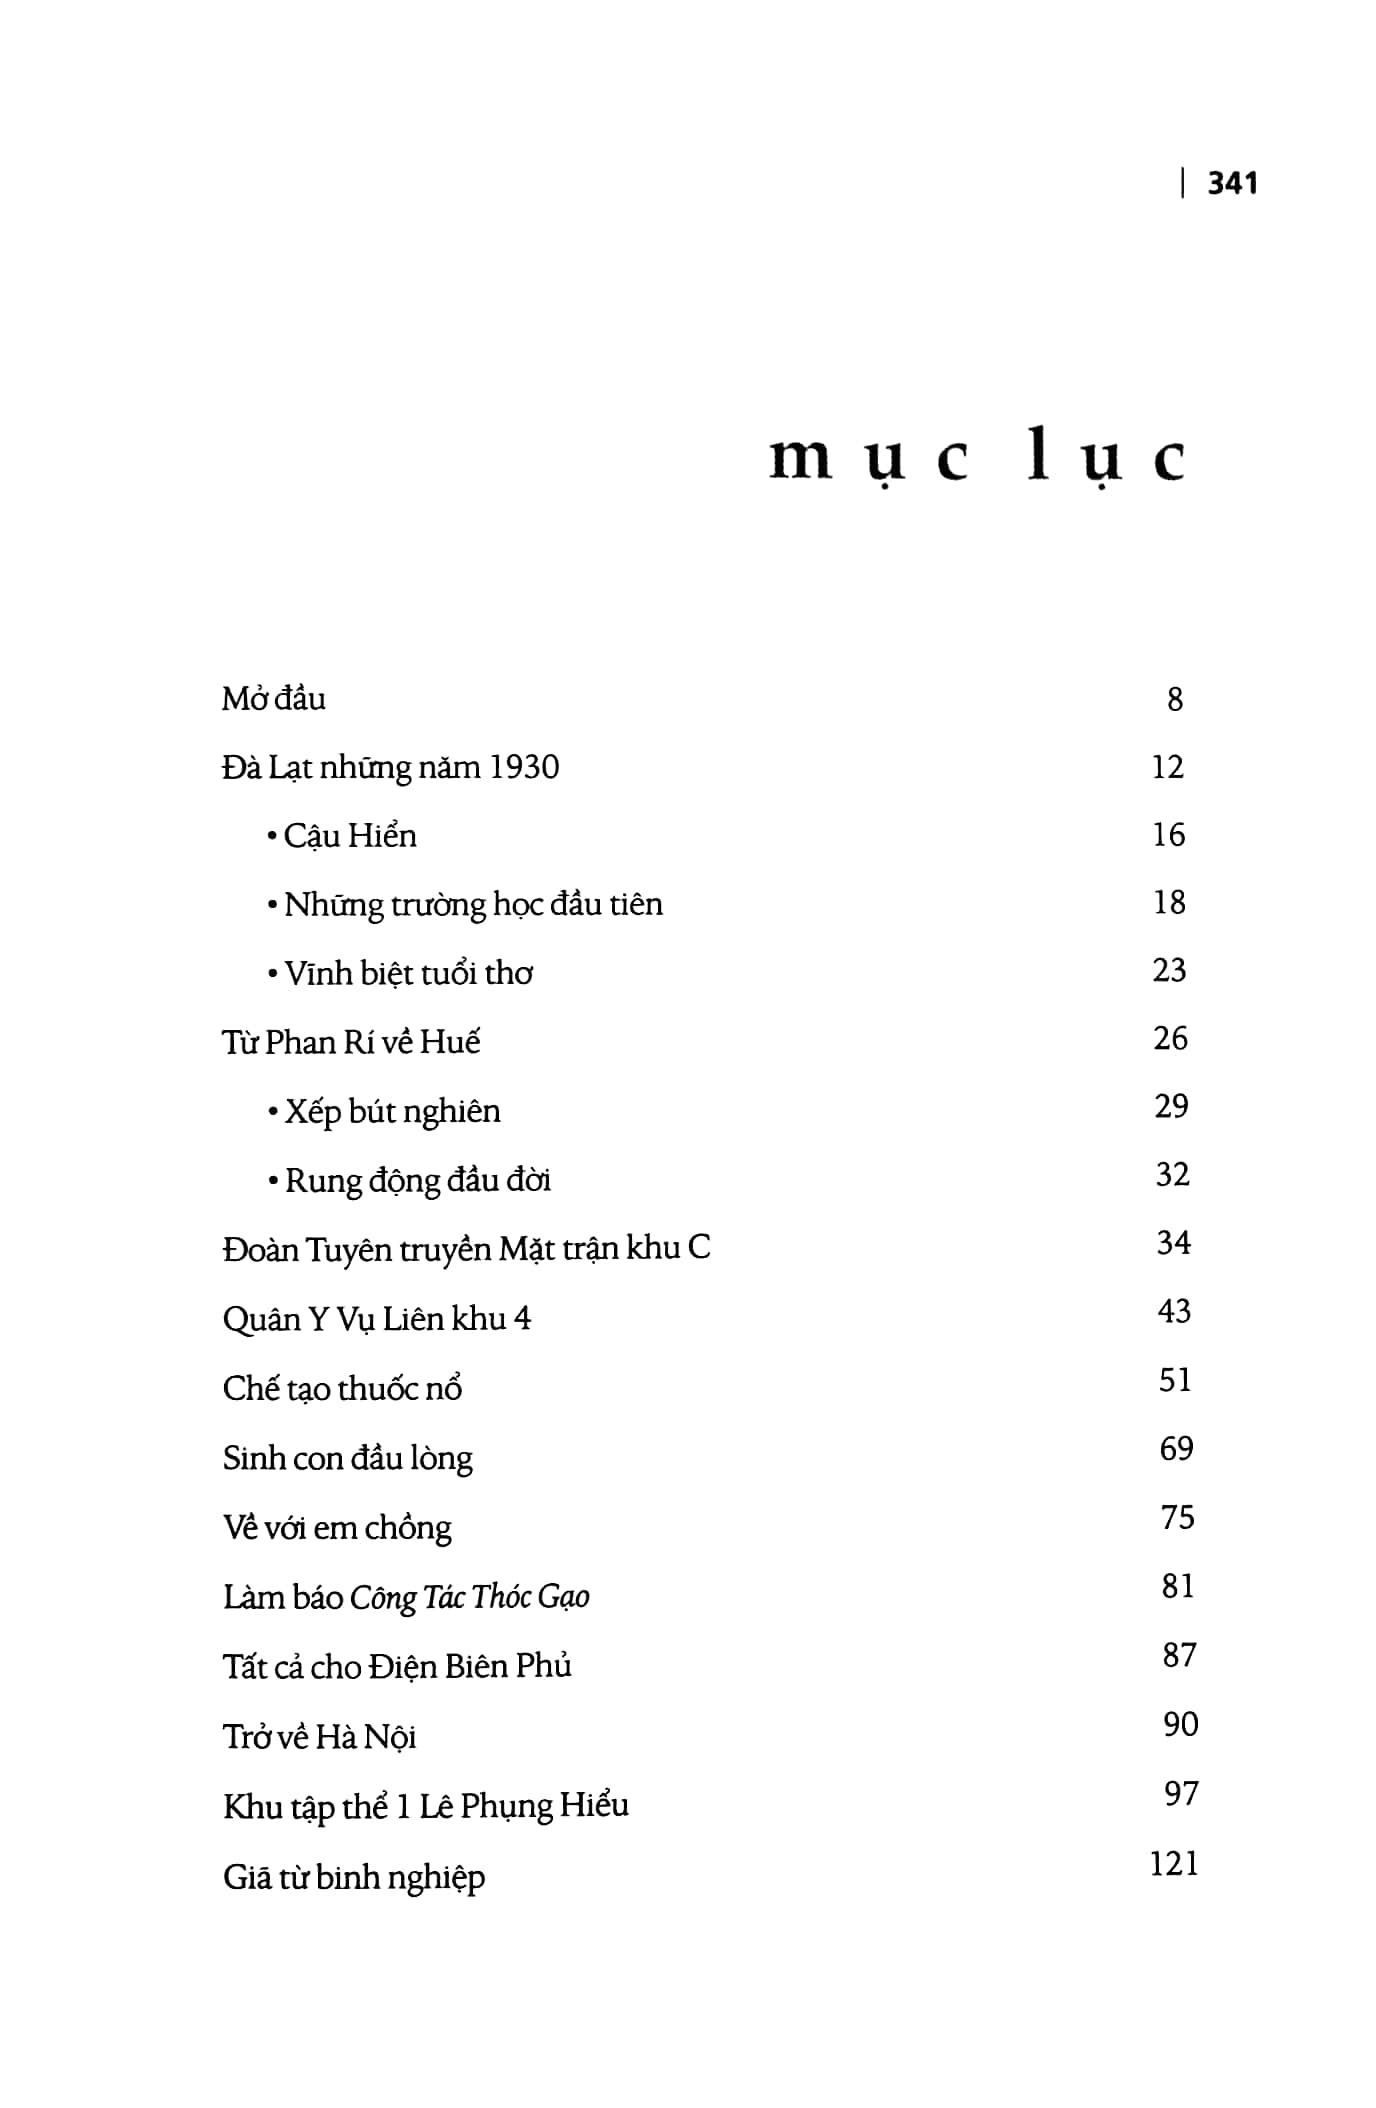 | 341
mục lục
Mở đầu 8
Đà Lạt những năm 1930 12
• Cậu Hiển 16
• Những trường học đầu tiên 18
• Vĩnh biệt tuổi thơ 23
Từ Phan Rí về Huế 26
• Xếp bút nghiên 29
• Rung động đầu đời 32
Đoàn Tuyên truyền Mặt trận khu C 34
Quân Y Vụ Liên khu 4 43
Chế tạo thuốc nổ 51
Sinh con đầu lòng 69
Về với em chồng 75
Làm báo Công Tác Thóc Gạo 81
Tất cả cho Điện Biên Phủ 87
Trở về Hà Nội 90
Khu tập thể 1 Lê Phụng Hiểu 97
Giã từ binh nghiệp 121